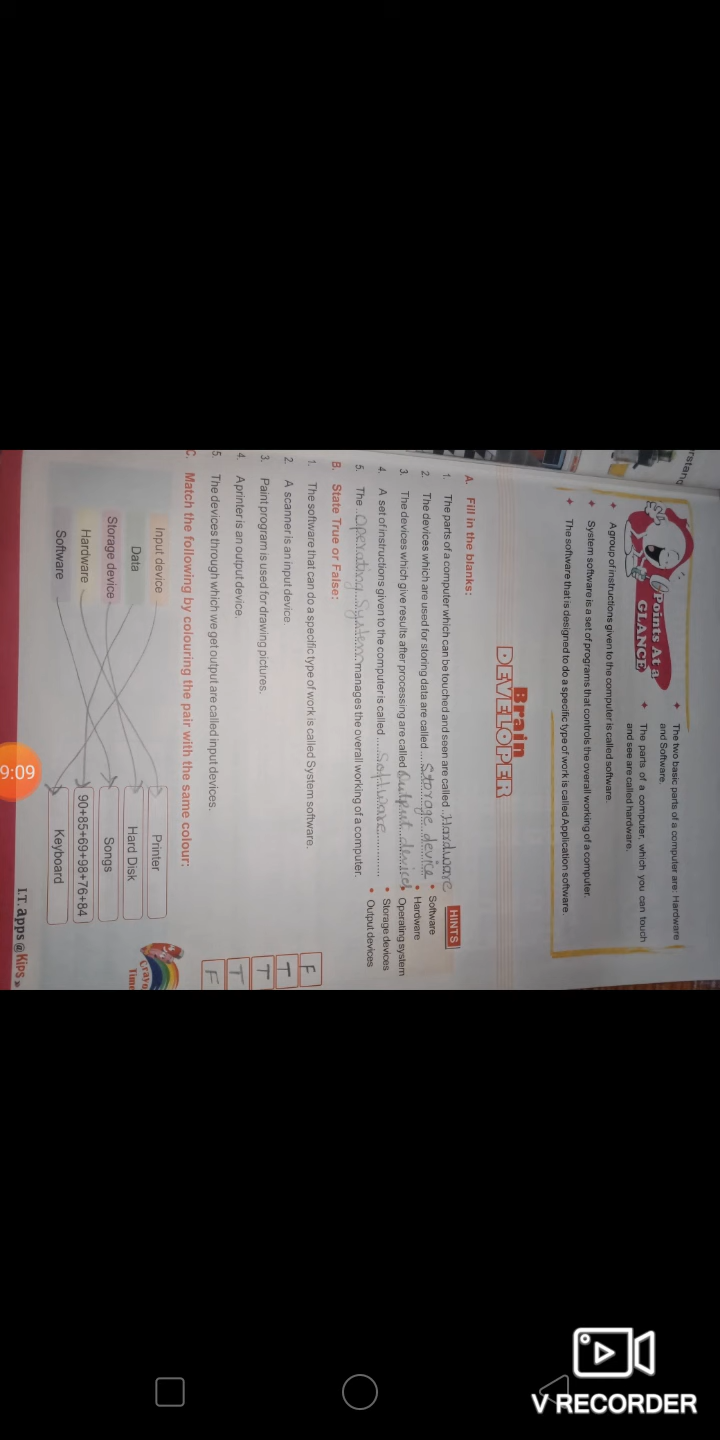 rstang
Points At a
GLANCE
The two basic parts of a computer are: Hardware
and Software.
The parts of a computer, which you can touch
and see are called hardware.
A group of instructions given to the computer is called software.
System software is a set of programs that controls the overall working of a computer.
The software that is designed to do a specific type of work is called Application software.
Brain
DEVELOPER
A. Fill in the blanks:
HINTS
1. The parts of a computer which can be touched and seen are called Hardware
• Software
2. The devices which are used for storing data are called Storage device
• Hardware
3. The devices which give results after processing are called Output devices
• Operating system
4. A set of instructions given to the computer is called Software
• Storage devices
5. The Operating System manages the overall working of a computer.
• Output devices
B. State True or False:
1. The software that can do a specific type of work is called System software. F
2. A scanner is an input device. T
3. Paint program is used for drawing pictures. T
4. A printer is an output device. T
5. The devices through which we get output are called input devices. F
C. Match the following by colouring the pair with the same colour:
Input device Printer
Data Hard Disk
Storage device Songs
Hardware 90+85+69+98+76+84
Software Keyboard
Time
I.T. apps @ Kips »
9:09
V RECORDER